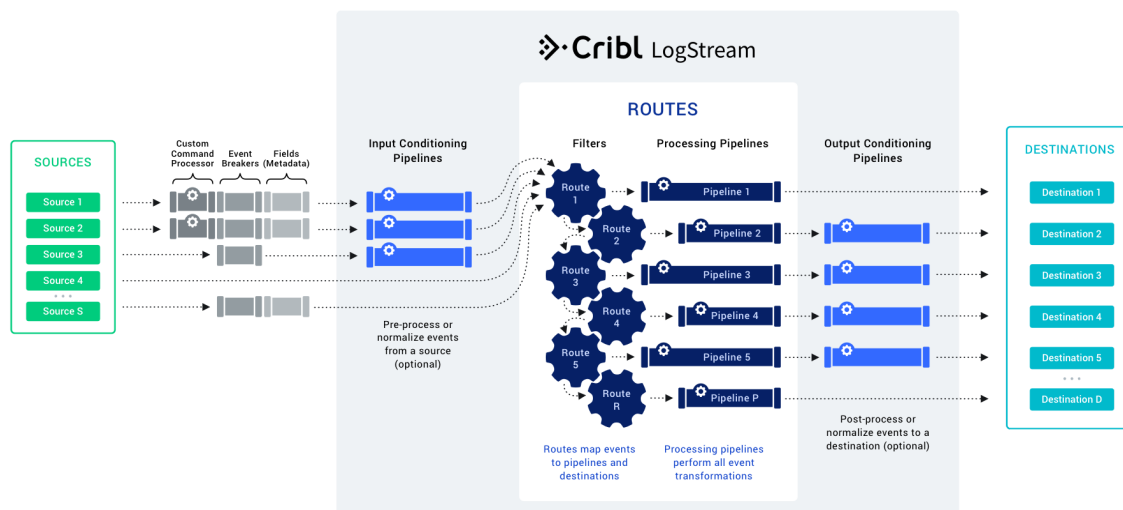 Cribl LogStream
ROUTES
SOURCES
Source 1
Source 2
Source 3
Source 4
Source S
Custom
Command
Processor
Event
Breakers
Fields
(Metadata)
Input Conditioning
Pipelines
Pre-process or
normalize events
from a source
(optional)
Filters
Route
1
Route
2
Route
3
Route
4
Route
5
Route
R
Routes map events
to pipelines and
destinations
Processing Pipelines
Pipeline 1
Pipeline 2
Pipeline 3
Pipeline 4
Pipeline 5
Pipeline P
Processing pipelines
perform all event
transformations
Output Conditioning
Pipelines
Post-process or
normalize events to a
destination (optional)
DESTINATIONS
Destination 1
Destination 2
Destination 3
Destination 4
Destination 5
Destination D